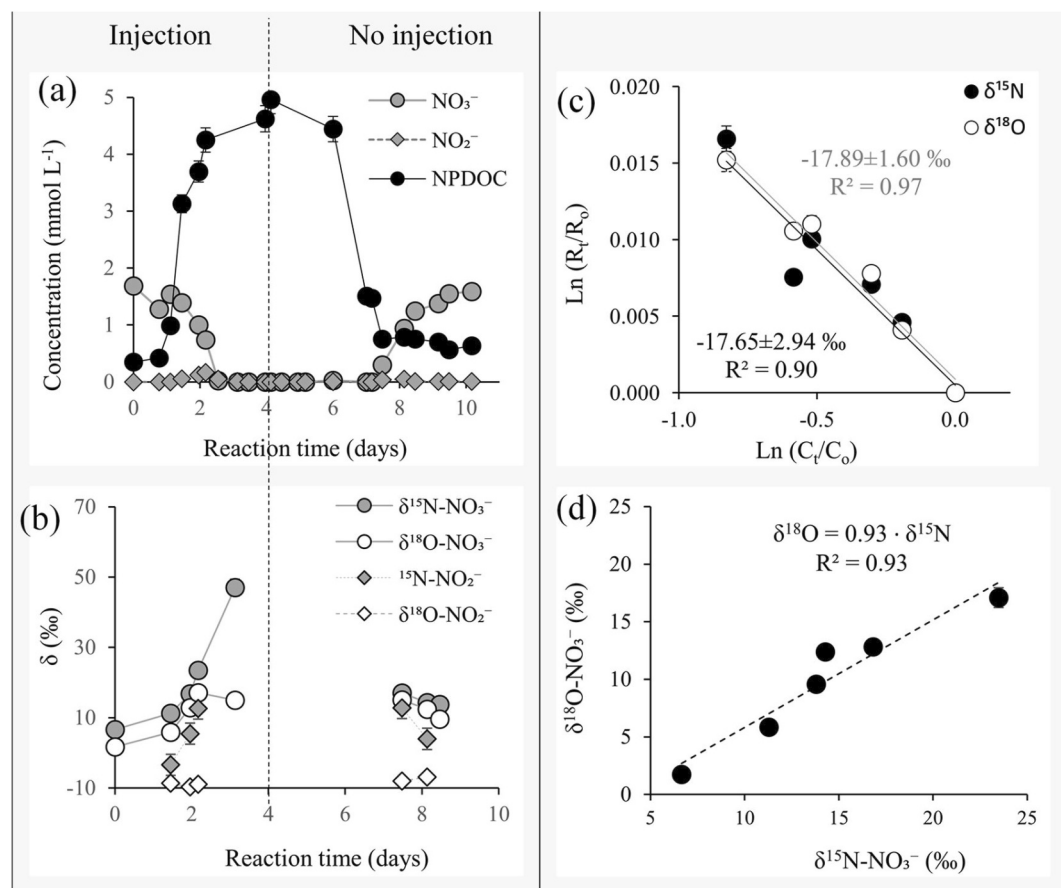 Injection
No injection
(a)
5
4
3
2
1
0
Concentration (mmol L⁻¹)
NO₃⁻
NO₂⁻
NPDOC
0 2 4 6 8 10
Reaction time (days)
(b)
70
50
30
10
-10
δ (‰)
δ¹⁵N-NO₃⁻
δ¹⁸O-NO₃⁻
¹⁵N-NO₂⁻
δ¹⁸O-NO₂⁻
0 2 4 6 8 10
Reaction time (days)
(c)
0.020
0.015
0.010
0.005
0.000
Ln (Rₜ/Rₒ)
δ¹⁵N
δ¹⁸O
-17.89±1.60 ‰
R² = 0.97
-17.65±2.94 ‰
R² = 0.90
-1.0 -0.5 0.0
Ln (Cₜ/Cₒ)
(d)
25
20
15
10
5
0
δ¹⁸O-NO₃⁻ (‰)
δ¹⁸O = 0.93 · δ¹⁵N
R² = 0.93
5 10 15 20 25
δ¹⁵N-NO₃⁻ (‰)